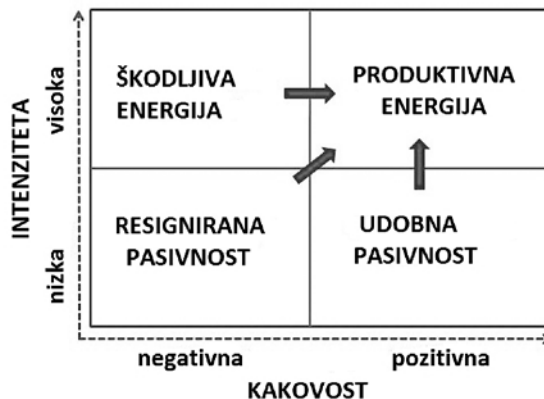 INTENZITETA
visoka
nizka
ŠKODLJIVA
ENERGIJA
PRODUKTIVNA
ENERGIJA
RESIGNIRANA
PASIVNOST
UDOBNA
PASIVNOST
negativna
pozitivna
KAKOVOST